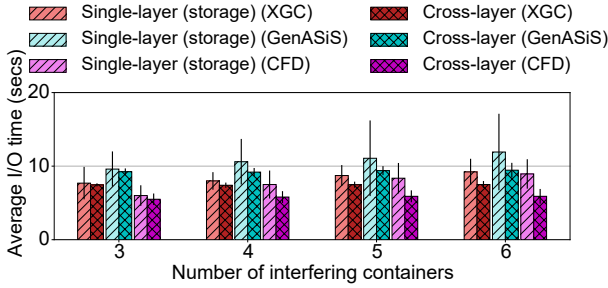 Single-layer (storage) (XGC) Cross-layer (XGC)
Single-layer (storage) (GenASiS) Cross-layer (GenASiS)
Single-layer (storage) (CFD) Cross-layer (CFD)
Average I/O time (secs)
20
10
0
3 4 5 6
Number of interfering containers